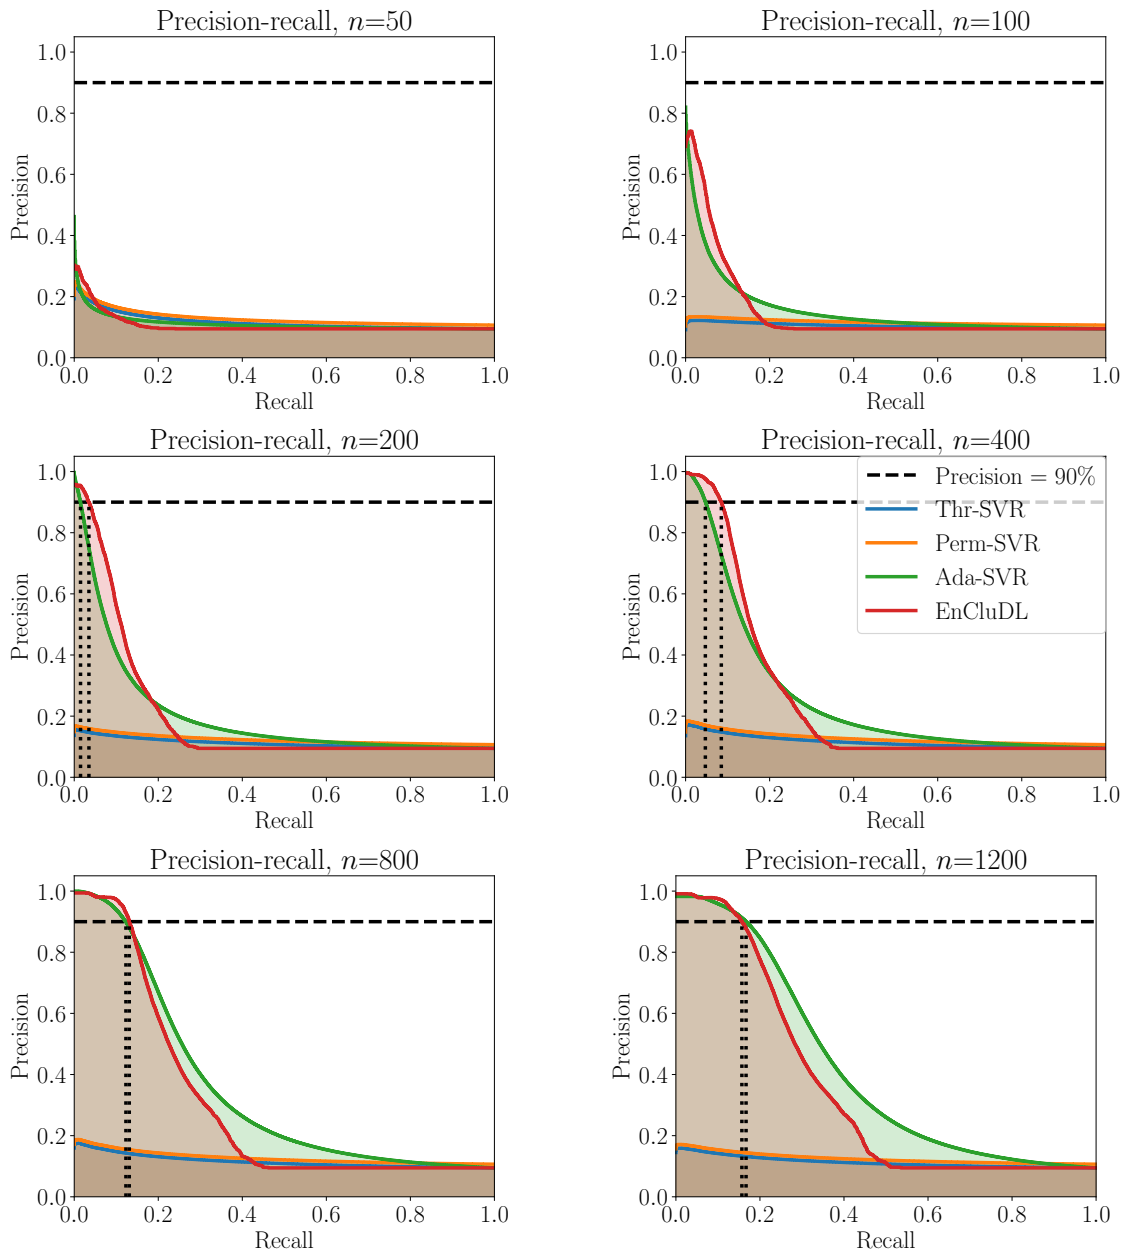 Precision-recall, n=50
1.0
0.8
0.6
0.4
0.2
0.0
Precision
0.0 0.2 0.4 0.6 0.8 1.0
Recall
Precision-recall, n=100
1.0
0.8
0.6
0.4
0.2
0.0
Precision
0.0 0.2 0.4 0.6 0.8 1.0
Recall
Precision-recall, n=200
1.0
0.8
0.6
0.4
0.2
0.0
Precision
0.0 0.2 0.4 0.6 0.8 1.0
Recall
Precision-recall, n=400
1.0
0.8
0.6
0.4
0.2
0.0
Precision
Precision = 90%
Thr-SVR
Perm-SVR
Ada-SVR
EnCluDL
0.0 0.2 0.4 0.6 0.8 1.0
Recall
Precision-recall, n=800
1.0
0.8
0.6
0.4
0.2
0.0
Precision
0.0 0.2 0.4 0.6 0.8 1.0
Recall
Precision-recall, n=1200
1.0
0.8
0.6
0.4
0.2
0.0
Precision
0.0 0.2 0.4 0.6 0.8 1.0
Recall